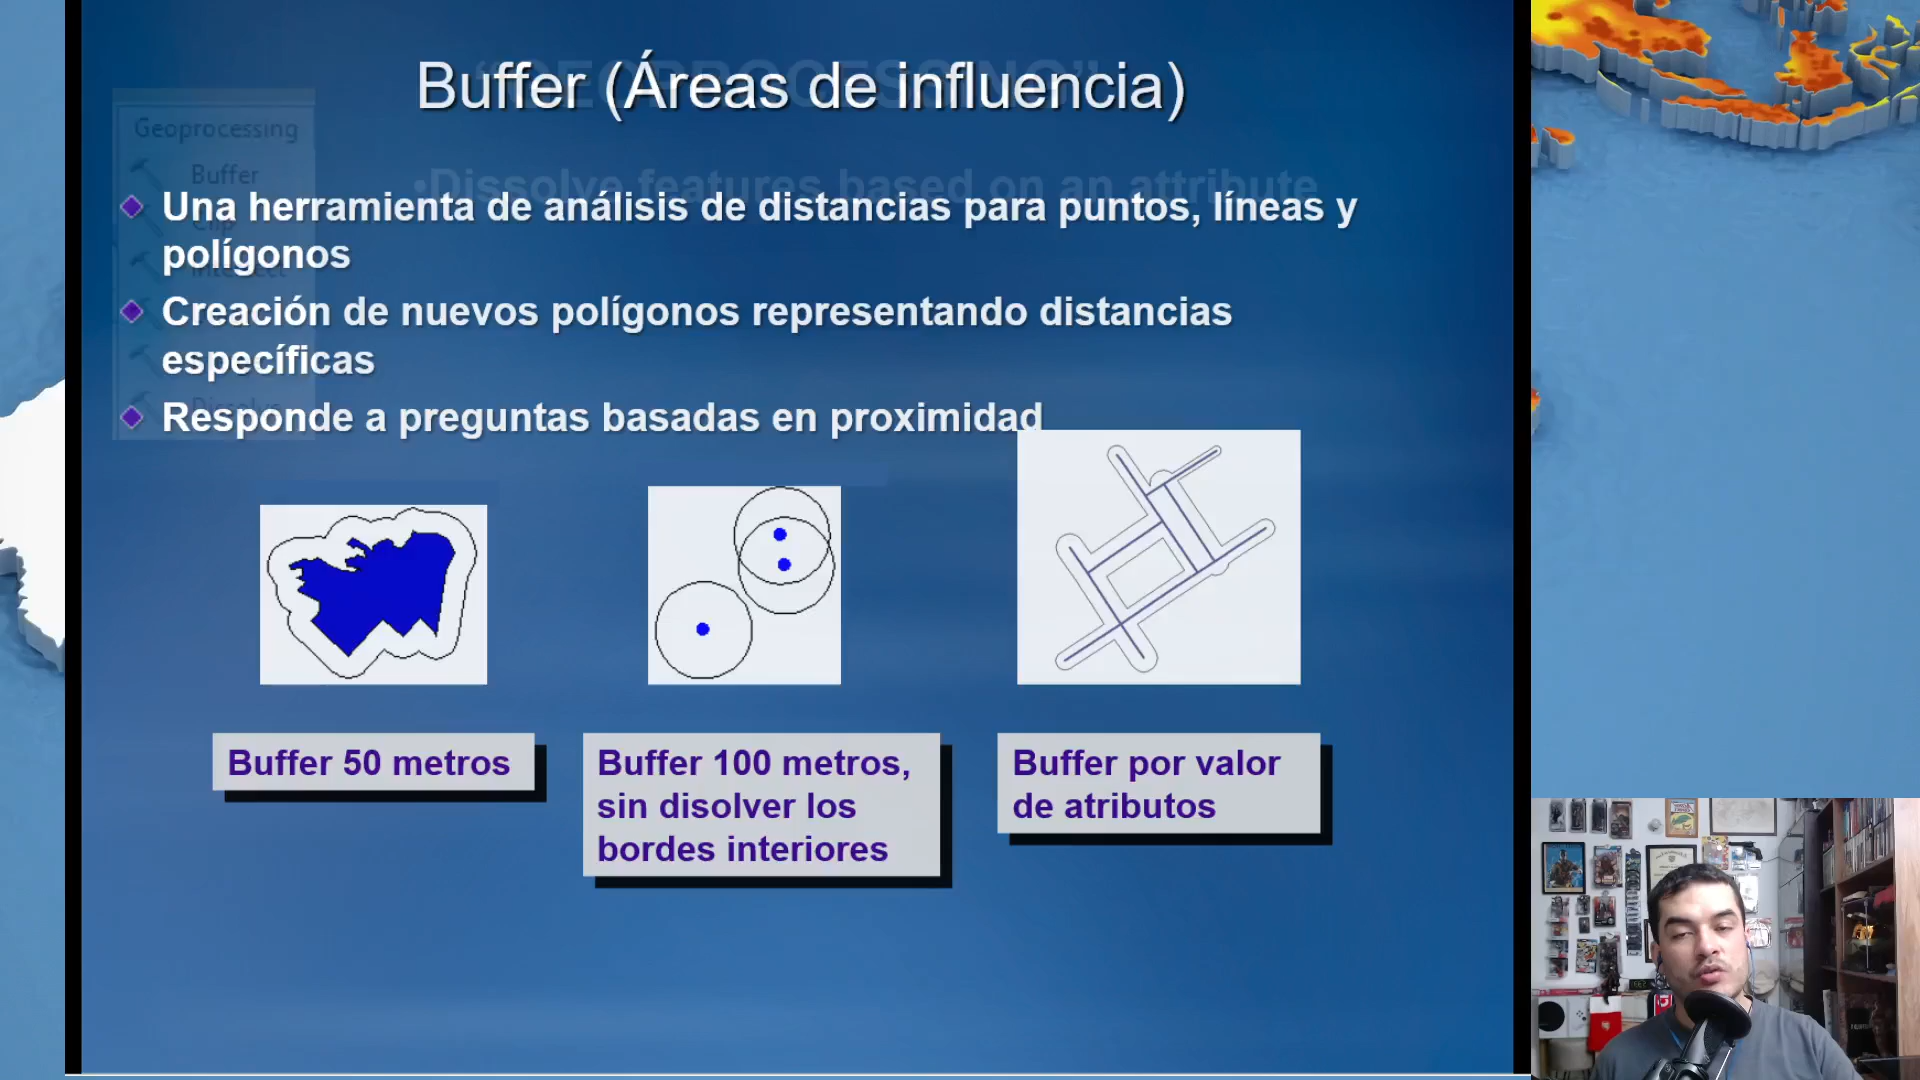 Buffer (Áreas de influencia)
Geoprocessing
Buffer
•Dissolve features based on an attribute
Una herramienta de análisis de distancias para puntos, líneas y
polígonos
Creación de nuevos polígonos representando distancias
específicas
Responde a preguntas basadas en proximidad
Buffer 50 metros
Buffer 100 metros,
sin disolver los
bordes interiores
Buffer por valor
de atributos